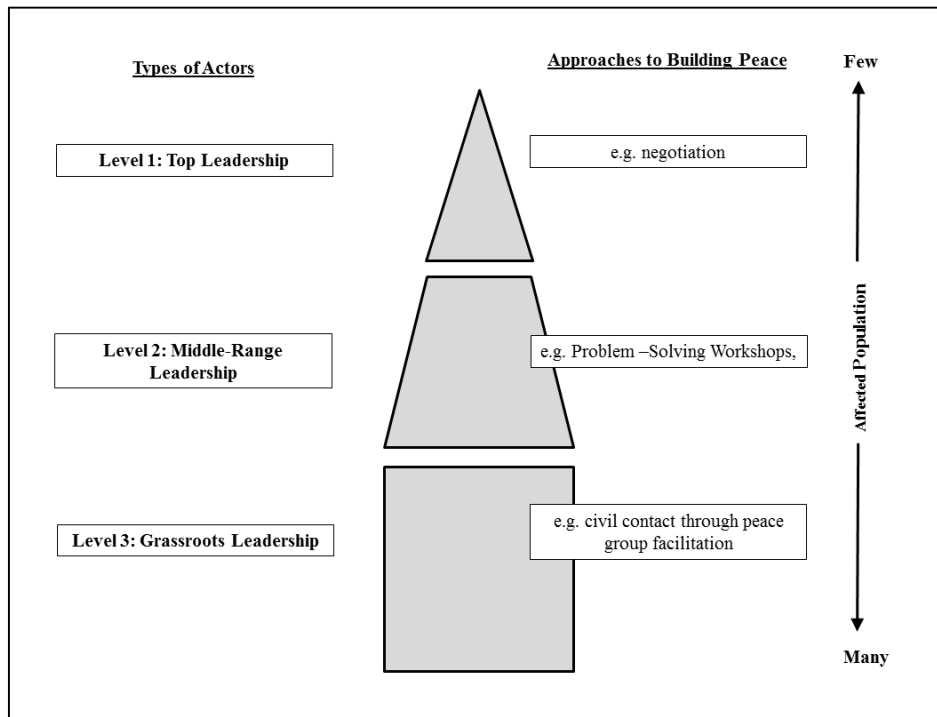 Types of Actors
Approaches to Building Peace
Few
Level 1: Top Leadership
e.g. negotiation
Level 2: Middle-Range
Leadership
e.g. Problem –Solving Workshops,
Affected Population
Level 3: Grassroots Leadership
e.g. civil contact through peace
group facilitation
Many